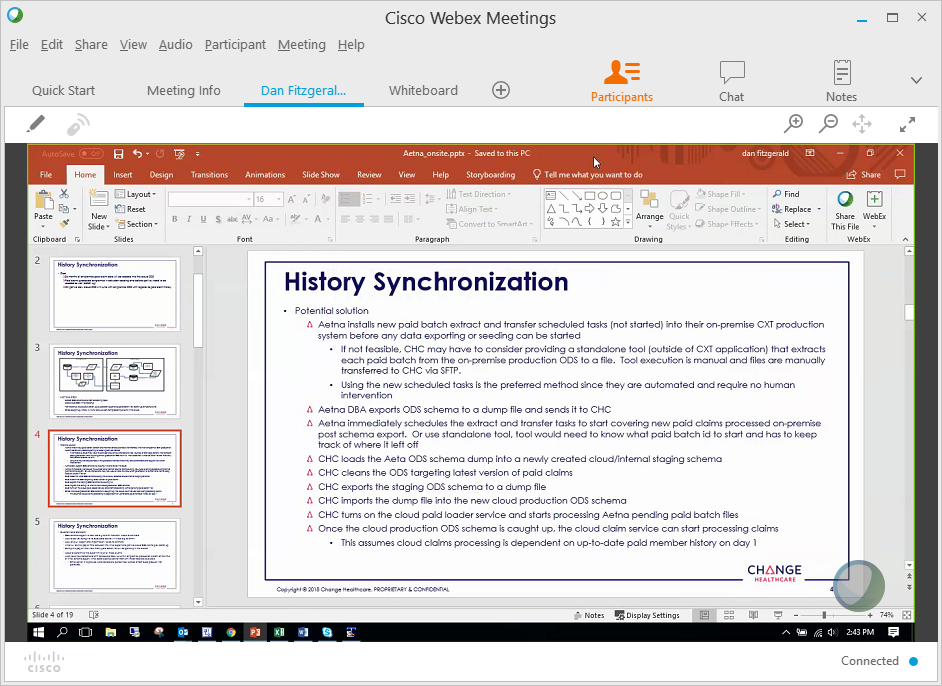 Cisco Webex Meetings
File Edit Share View Audio Participant Meeting Help
Quick Start Meeting Info Dan Fitzgeral... Whiteboard Participants Chat Notes
AutoSave Off Aetna_onsite.pptx - Saved to this PC dan fitzgerald
File Home Insert Design Transitions Animations Slide Show Review View Help Storyboarding Tell me what you want to do Share
Paste New Slide Layout Reset Section 16 Text Direction Align Text Convert to SmartArt Arrange Quick Styles Shape Fill Shape Outline Shape Effects Find Replace Select Share This File WebEx
Clipboard Slides Font Paragraph Drawing Editing WebEx
2
History Synchronization
3
History Synchronization
4
History Synchronization
5
History Synchronization
History Synchronization
• Potential solution
Δ Aetna installs new paid batch extract and transfer scheduled tasks (not started) into their on-premise CXT production
system before any data exporting or seeding can be started
• If not feasible, CHC may have to consider providing a standalone tool (outside of CXT application) that extracts
each paid batch from the on-premise production ODS to a file. Tool execution is manual and files are manually
transferred to CHC via SFTP.
• Using the new scheduled tasks is the preferred method since they are automated and require no human
intervention
Δ Aetna DBA exports ODS schema to a dump file and sends it to CHC
Δ Aetna immediately schedules the extract and transfer tasks to start covering new paid claims processed on-premise
post schema export. Or use standalone tool, tool would need to know what paid batch id to start and has to keep
track of where it left off
Δ CHC loads the Aeta ODS schema dump into a newly created cloud/internal staging schema
Δ CHC cleans the ODS targeting latest version of paid claims
Δ CHC exports the staging ODS schema to a dump file
Δ CHC imports the dump file into the new cloud production ODS schema
Δ CHC turns on the cloud paid loader service and starts processing Aetna pending paid batch files
Δ Once the cloud production ODS schema is caught up, the cloud claim service can start processing claims
• This assumes cloud claims processing is dependent on up-to-date paid member history on day 1
CHANGE
HEALTHCARE
Copyright © 2018 Change Healthcare. PROPRIETARY & CONFIDENTIAL 4
Slide 4 of 19 Notes Display Settings 74%
2:43 PM
CISCO
Connected